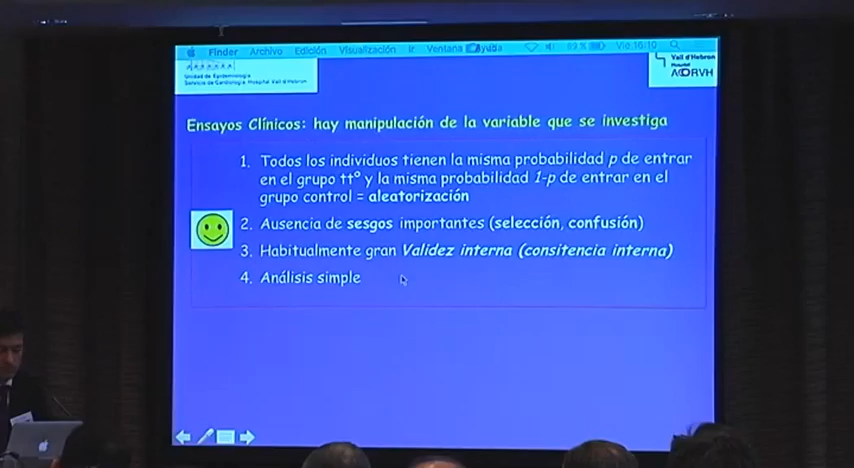 Finder Archivo Edición Visualización Ir Ventana Ayuda 89 % Vie 16:10
Unidad de Epidemiología
Servicio de Cardiología. Hospital Vall d'Hebron
Vall d'Hebron
Hospital
ACORVH
Ensayos Clínicos: hay manipulación de la variable que se investiga
1. Todos los individuos tienen la misma probabilidad p de entrar
en el grupo ttº y la misma probabilidad 1-p de entrar en el
grupo control = aleatorización
2. Ausencia de sesgos importantes (selección, confusión)
3. Habitualmente gran Validez interna (consitencia interna)
4. Análisis simple